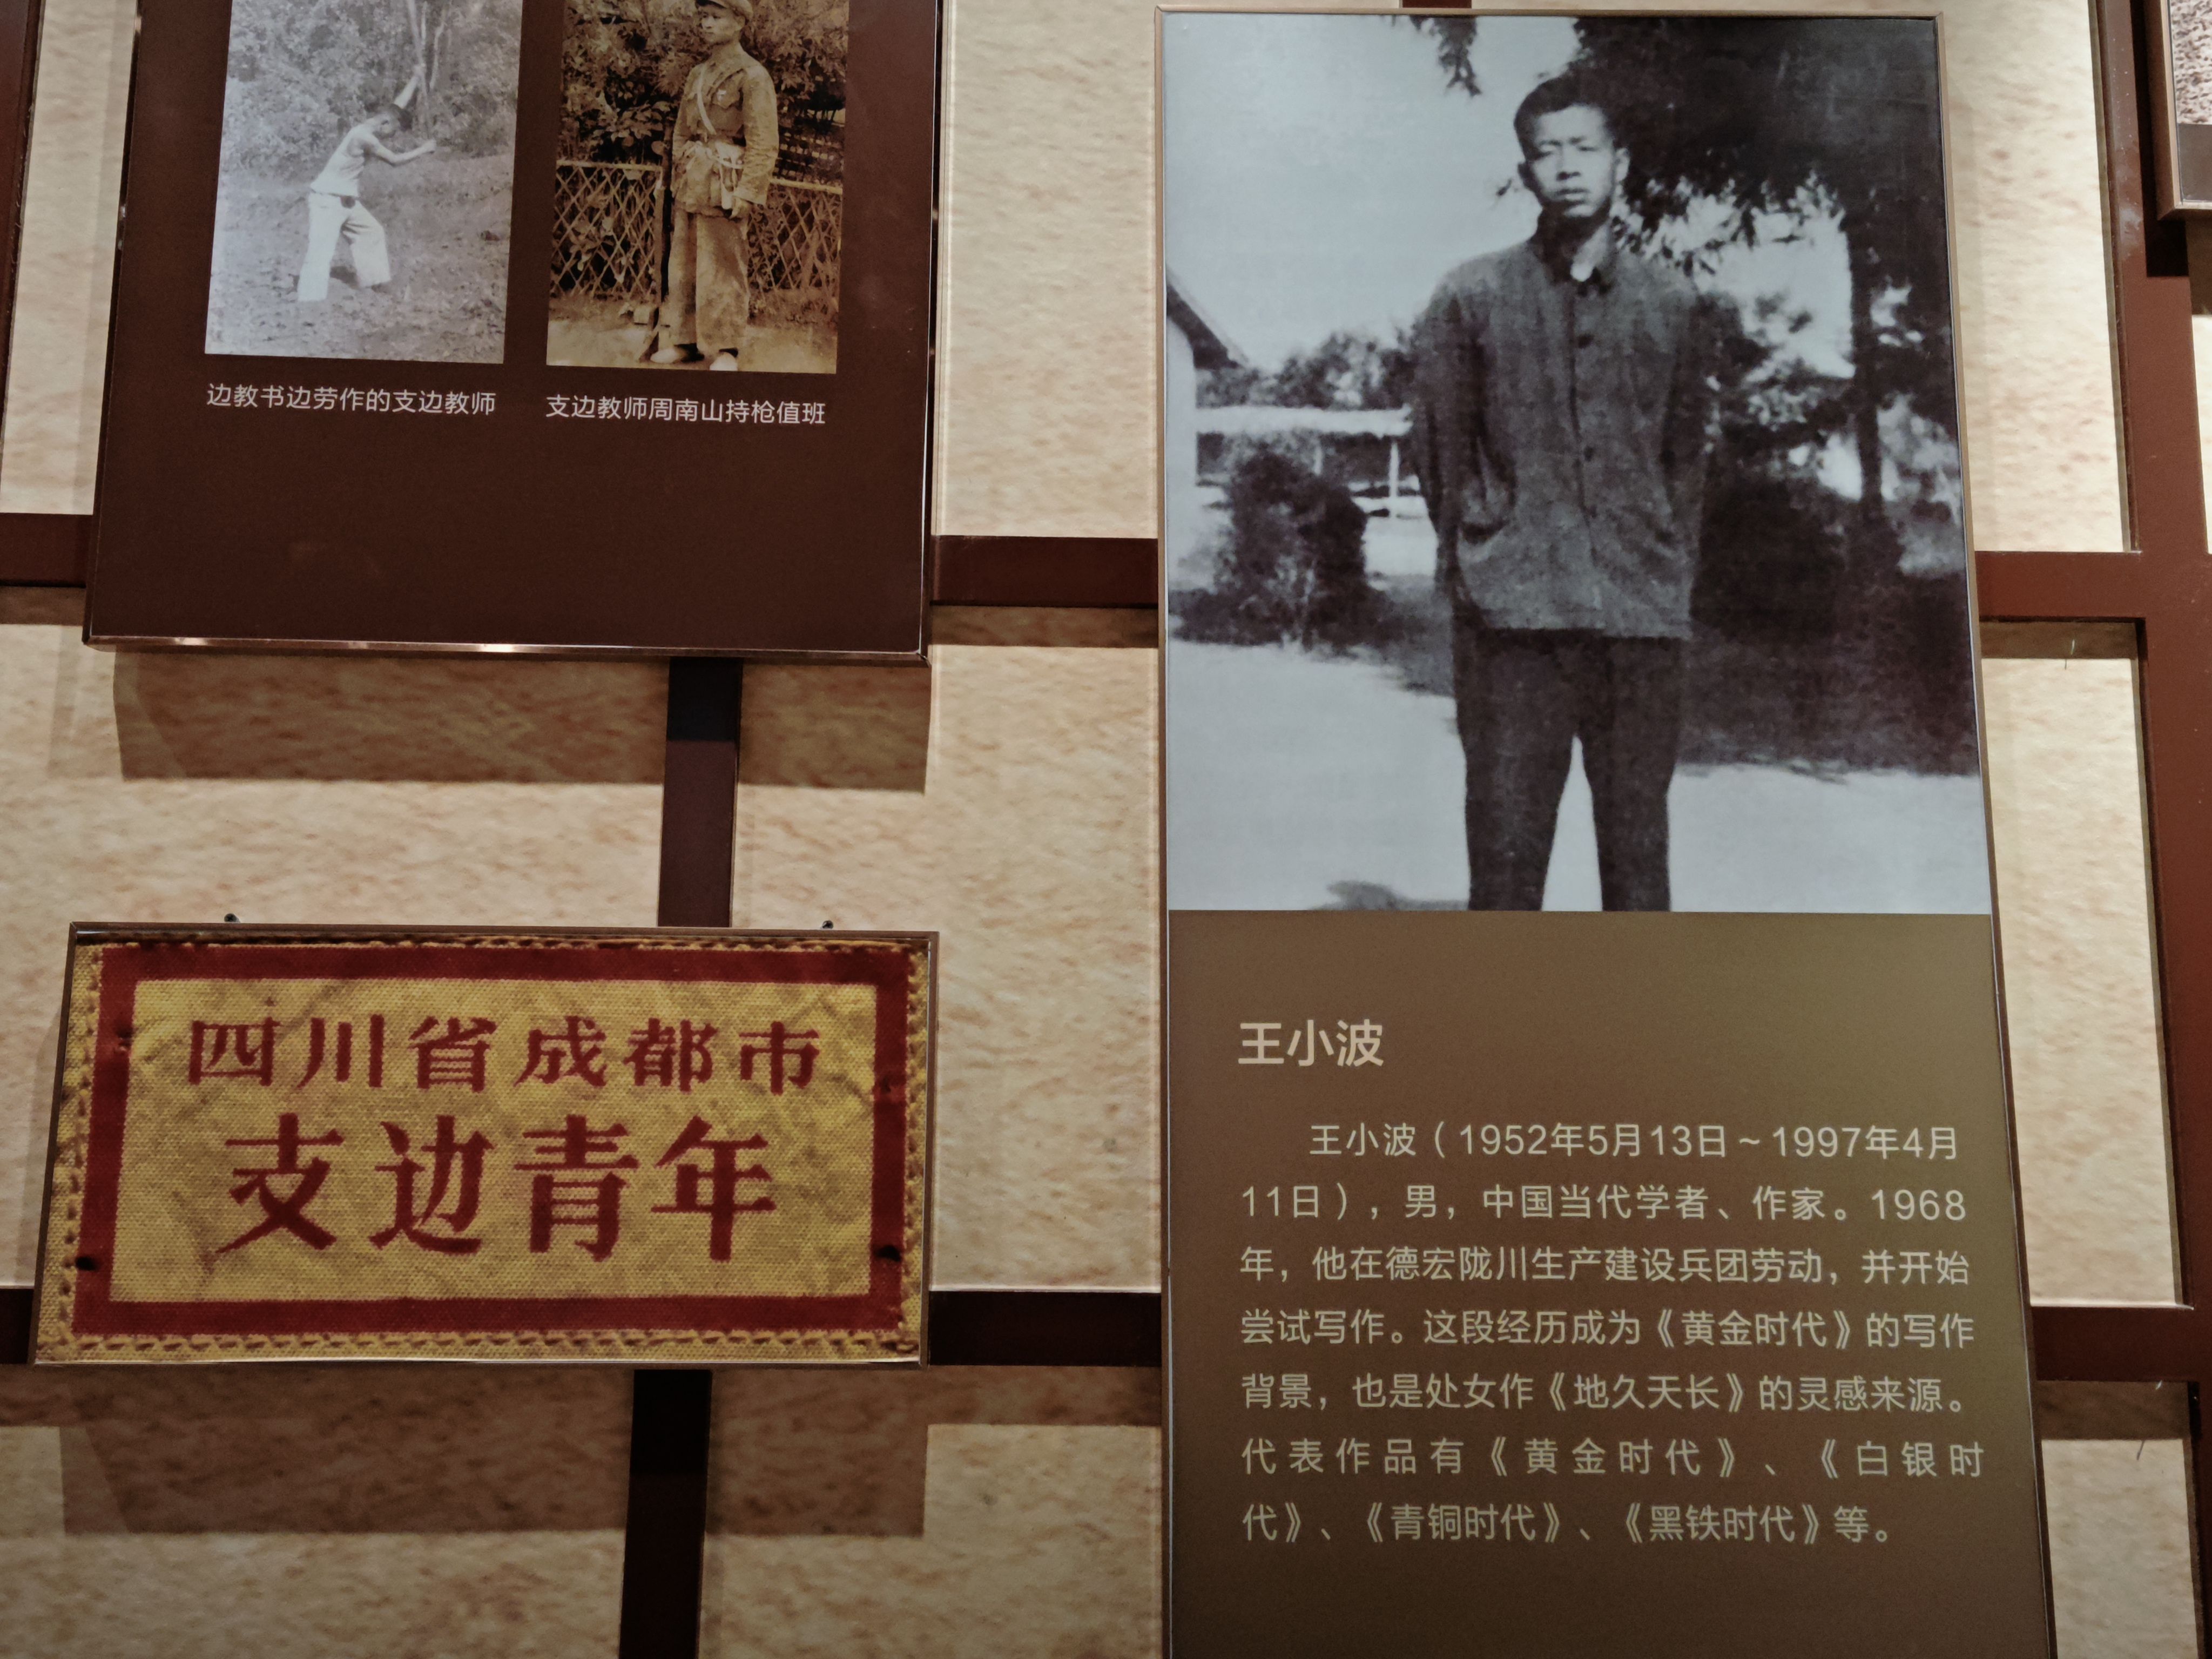 边教书边劳作的支边教师
支边教师周南山持枪值班
四川省成都市
支边青年
王小波
王小波（1952年5月13日～1997年4月
11日），男，中国当代学者、作家。1968
年，他在德宏陇川生产建设兵团劳动，并开始
尝试写作。这段经历成为《黄金时代》的写作
背景，也是处女作《地久天长》的灵感来源。
代表作品有《黄金时代》、《白银时
代》、《青铜时代》、《黑铁时代》等。